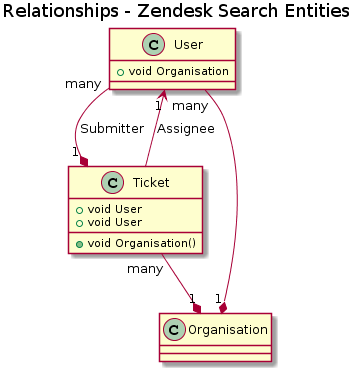 Relationships - Zendesk Search Entities
C User
void Organisation
many
1 many
Submitter Assignee
1
C Ticket
void User
void User
void Organisation()
many
1 1
C Organisation